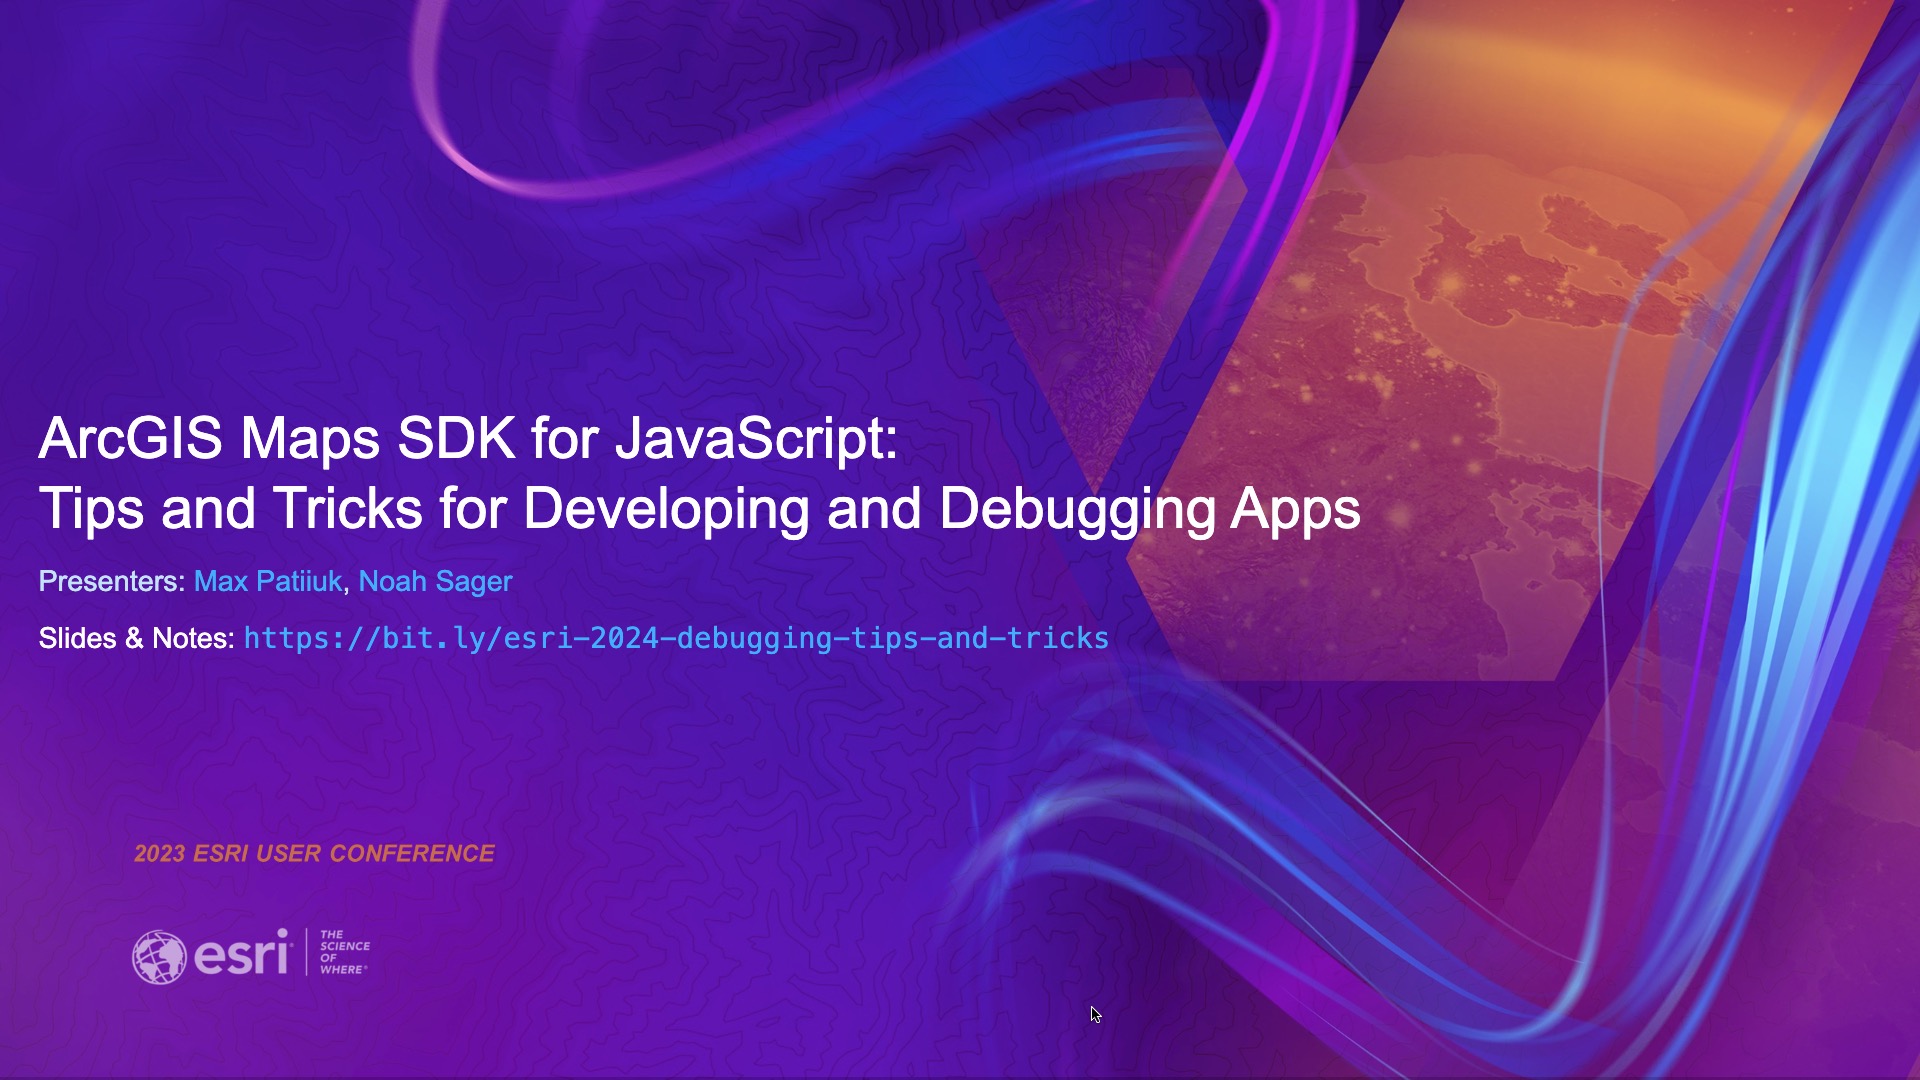 ArcGIS Maps SDK for JavaScript:
Tips and Tricks for Developing and Debugging Apps
Presenters: Max Patiiuk, Noah Sager
Slides & Notes: https://bit.ly/esri-2024-debugging-tips-and-tricks
2023 ESRI USER CONFERENCE
esri
THE
SCIENCE
OF
WHERE®